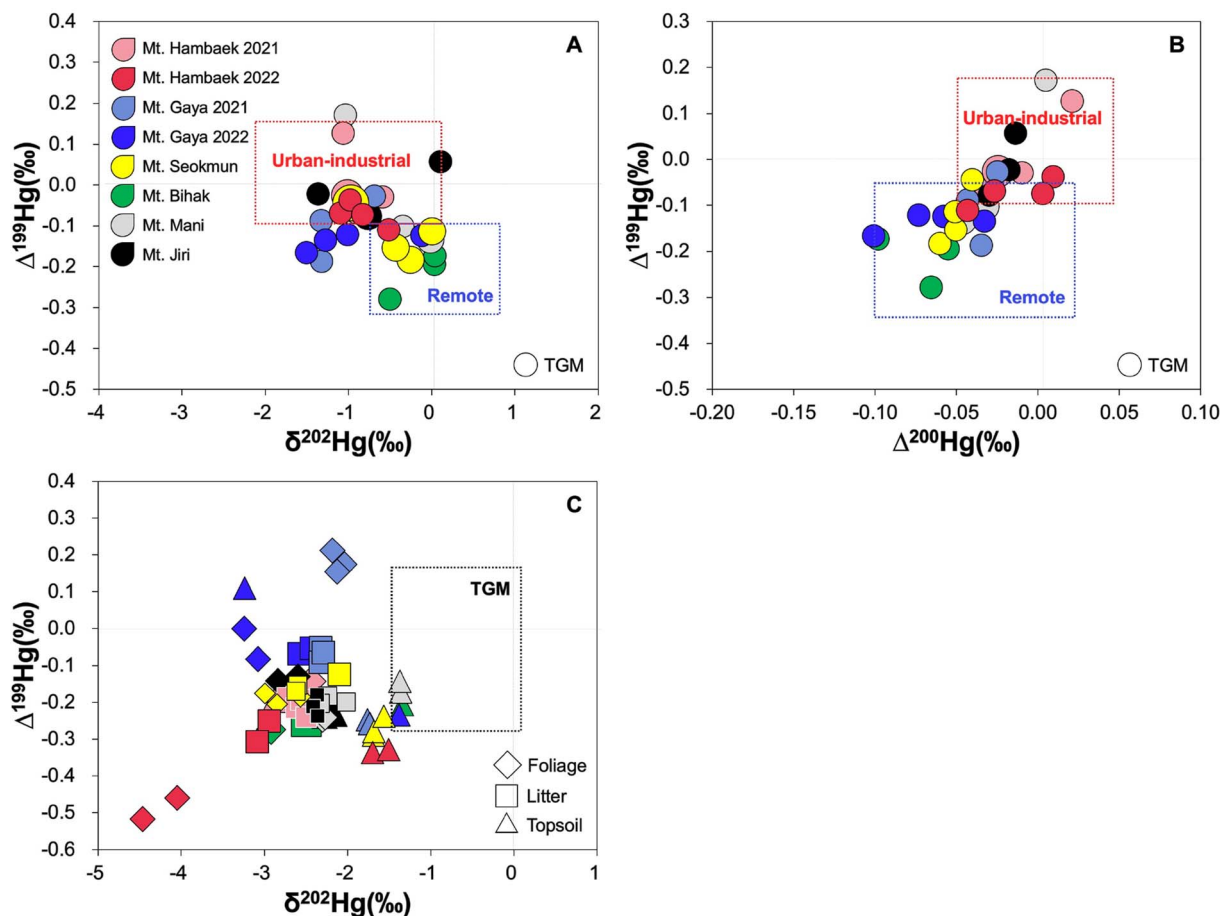 A
0.4
0.3
0.2
0.1
0.0
-0.1
-0.2
-0.3
-0.4
-0.5
Δ¹⁹⁹Hg(‰)
Mt. Hambaek 2021
Mt. Hambaek 2022
Mt. Gaya 2021
Mt. Gaya 2022
Mt. Seokmun
Mt. Bihak
Mt. Mani
Mt. Jiri
Urban-industrial
Remote
TGM
-4 -3 -2 -1 0 1 2
δ²⁰²Hg(‰)
B
0.3
0.2
0.1
0.0
-0.1
-0.2
-0.3
-0.4
-0.5
Δ¹⁹⁹Hg(‰)
Urban-industrial
Remote
TGM
-0.20 -0.15 -0.10 -0.05 0.00 0.05 0.10
Δ²⁰⁰Hg(‰)
C
0.4
0.3
0.2
0.1
0.0
-0.1
-0.2
-0.3
-0.4
-0.5
-0.6
Δ¹⁹⁹Hg(‰)
TGM
Foliage
Litter
Topsoil
-5 -4 -3 -2 -1 0 1
δ²⁰²Hg(‰)